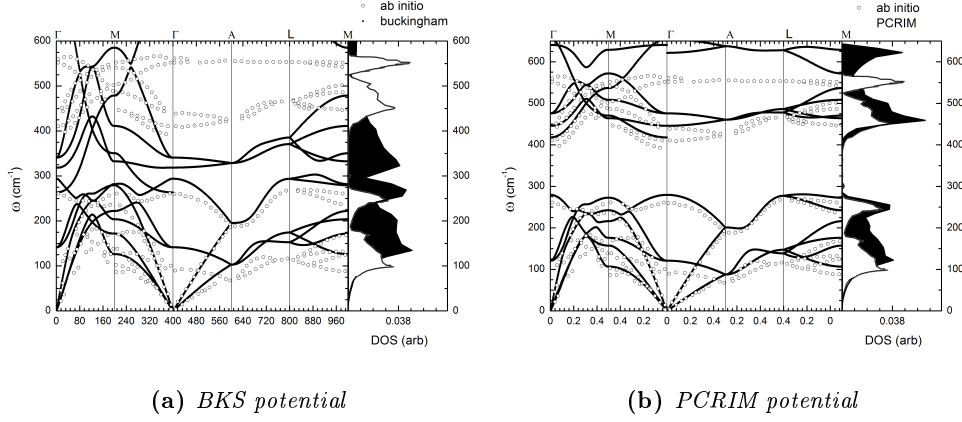 ab initio
buckingham
Γ M Γ A L M
600 500 400 300 200 100 0
ω (cm⁻¹)
600 500 400 300 200 100 0
0 80 160 240 320 400 480 560 640 720 800 880 960
0.038
DOS (arb)
(a) BKS potential
ab initio
PCRIM
Γ M Γ A L M
600 500 400 300 200 100 0
ω (cm⁻¹)
600 500 400 300 200 100 0
0 0.2 0.4 0.4 0.2 0 0.2 0.4 0.2 0.4 0.4 0.2 0
0.038
DOS (arb)
(b) PCRIM potential